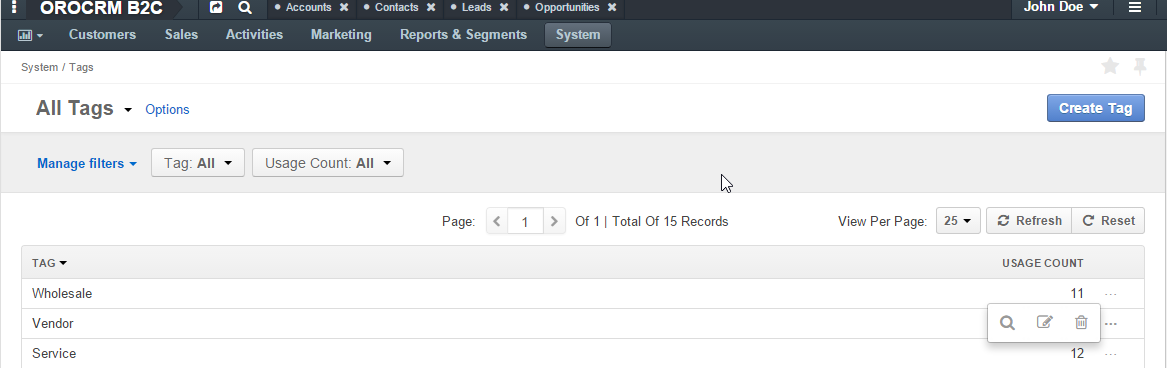 OROCRM B2C Accounts Contacts Leads Opportunities John Doe
Customers Sales Activities Marketing Reports & Segments System
System / Tags
All Tags Options Create Tag
Manage filters Tag: All Usage Count: All
Page: 1 Of 1 | Total Of 15 Records View Per Page: 25 Refresh Reset
TAG USAGE COUNT
Wholesale 11 ...
Vendor ...
Service 12 ...